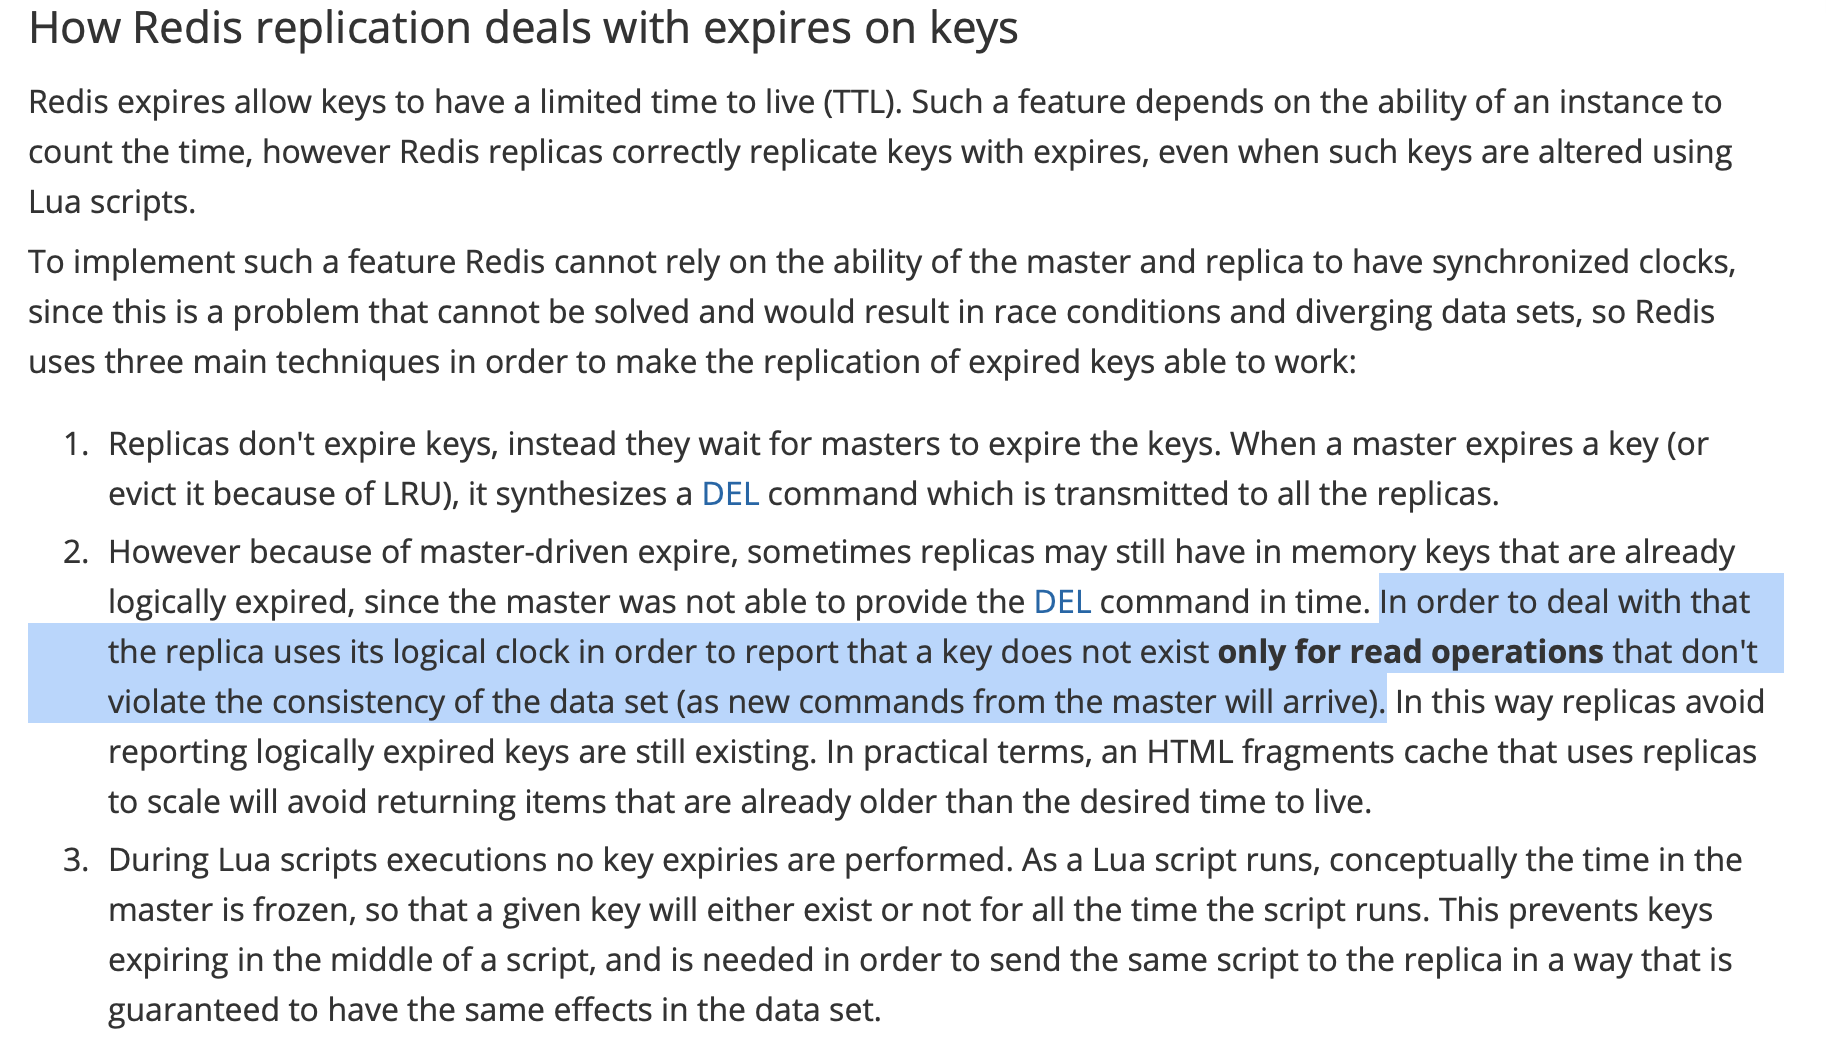 How Redis replication deals with expires on keys
Redis expires allow keys to have a limited time to live (TTL). Such a feature depends on the ability of an instance to
count the time, however Redis replicas correctly replicate keys with expires, even when such keys are altered using
Lua scripts.
To implement such a feature Redis cannot rely on the ability of the master and replica to have synchronized clocks,
since this is a problem that cannot be solved and would result in race conditions and diverging data sets, so Redis
uses three main techniques in order to make the replication of expired keys able to work:
1. Replicas don't expire keys, instead they wait for masters to expire the keys. When a master expires a key (or
evict it because of LRU), it synthesizes a DEL command which is transmitted to all the replicas.
2. However because of master-driven expire, sometimes replicas may still have in memory keys that are already
logically expired, since the master was not able to provide the DEL command in time. In order to deal with that
the replica uses its logical clock in order to report that a key does not exist only for read operations that don't
violate the consistency of the data set (as new commands from the master will arrive). In this way replicas avoid
reporting logically expired keys are still existing. In practical terms, an HTML fragments cache that uses replicas
to scale will avoid returning items that are already older than the desired time to live.
3. During Lua scripts executions no key expiries are performed. As a Lua script runs, conceptually the time in the
master is frozen, so that a given key will either exist or not for all the time the script runs. This prevents keys
expiring in the middle of a script, and is needed in order to send the same script to the replica in a way that is
guaranteed to have the same effects in the data set.